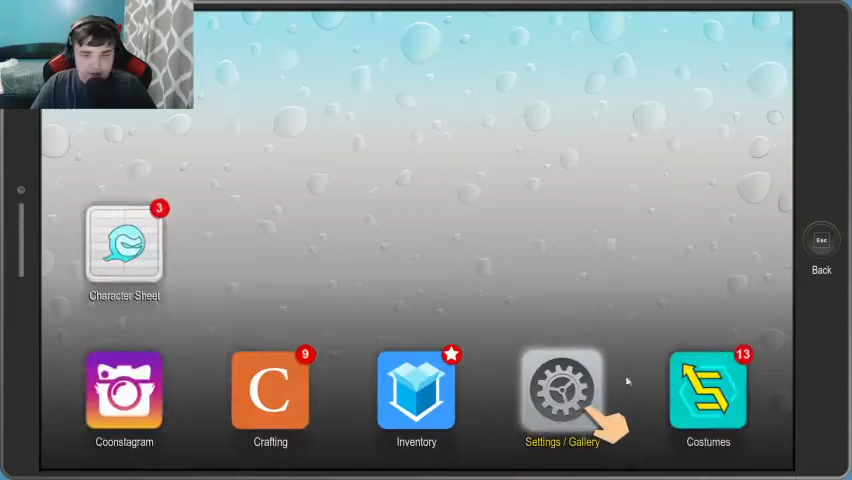 Esc
Back
3
Character Sheet
9
13
C
Coonstagram
Crafting
Inventory
Settings / Gallery
Costumes